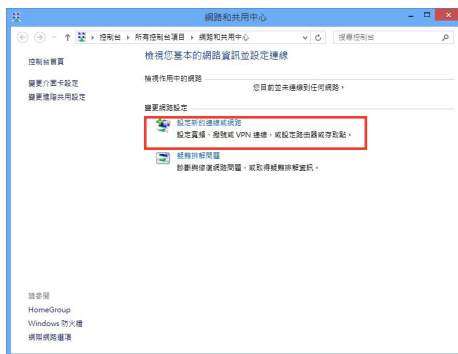 網路和共用中心
控制台 ▸ 所有控制台項目 ▸ 網路和共用中心
搜尋控制台
控制台首頁
變更介面卡設定
變更進階共用設定
檢視您基本的網路資訊並設定連線
檢視作用中的網路
您目前並未連線到任何網路。
變更網路設定
設定新的連線或網路
設定寬頻、撥號或 VPN 連線，或設定路由器或存取點。
疑難排解問題
診斷與修復網路問題，或取得疑難排解資訊。
請參閱
HomeGroup
Windows 防火牆
網際網路選項